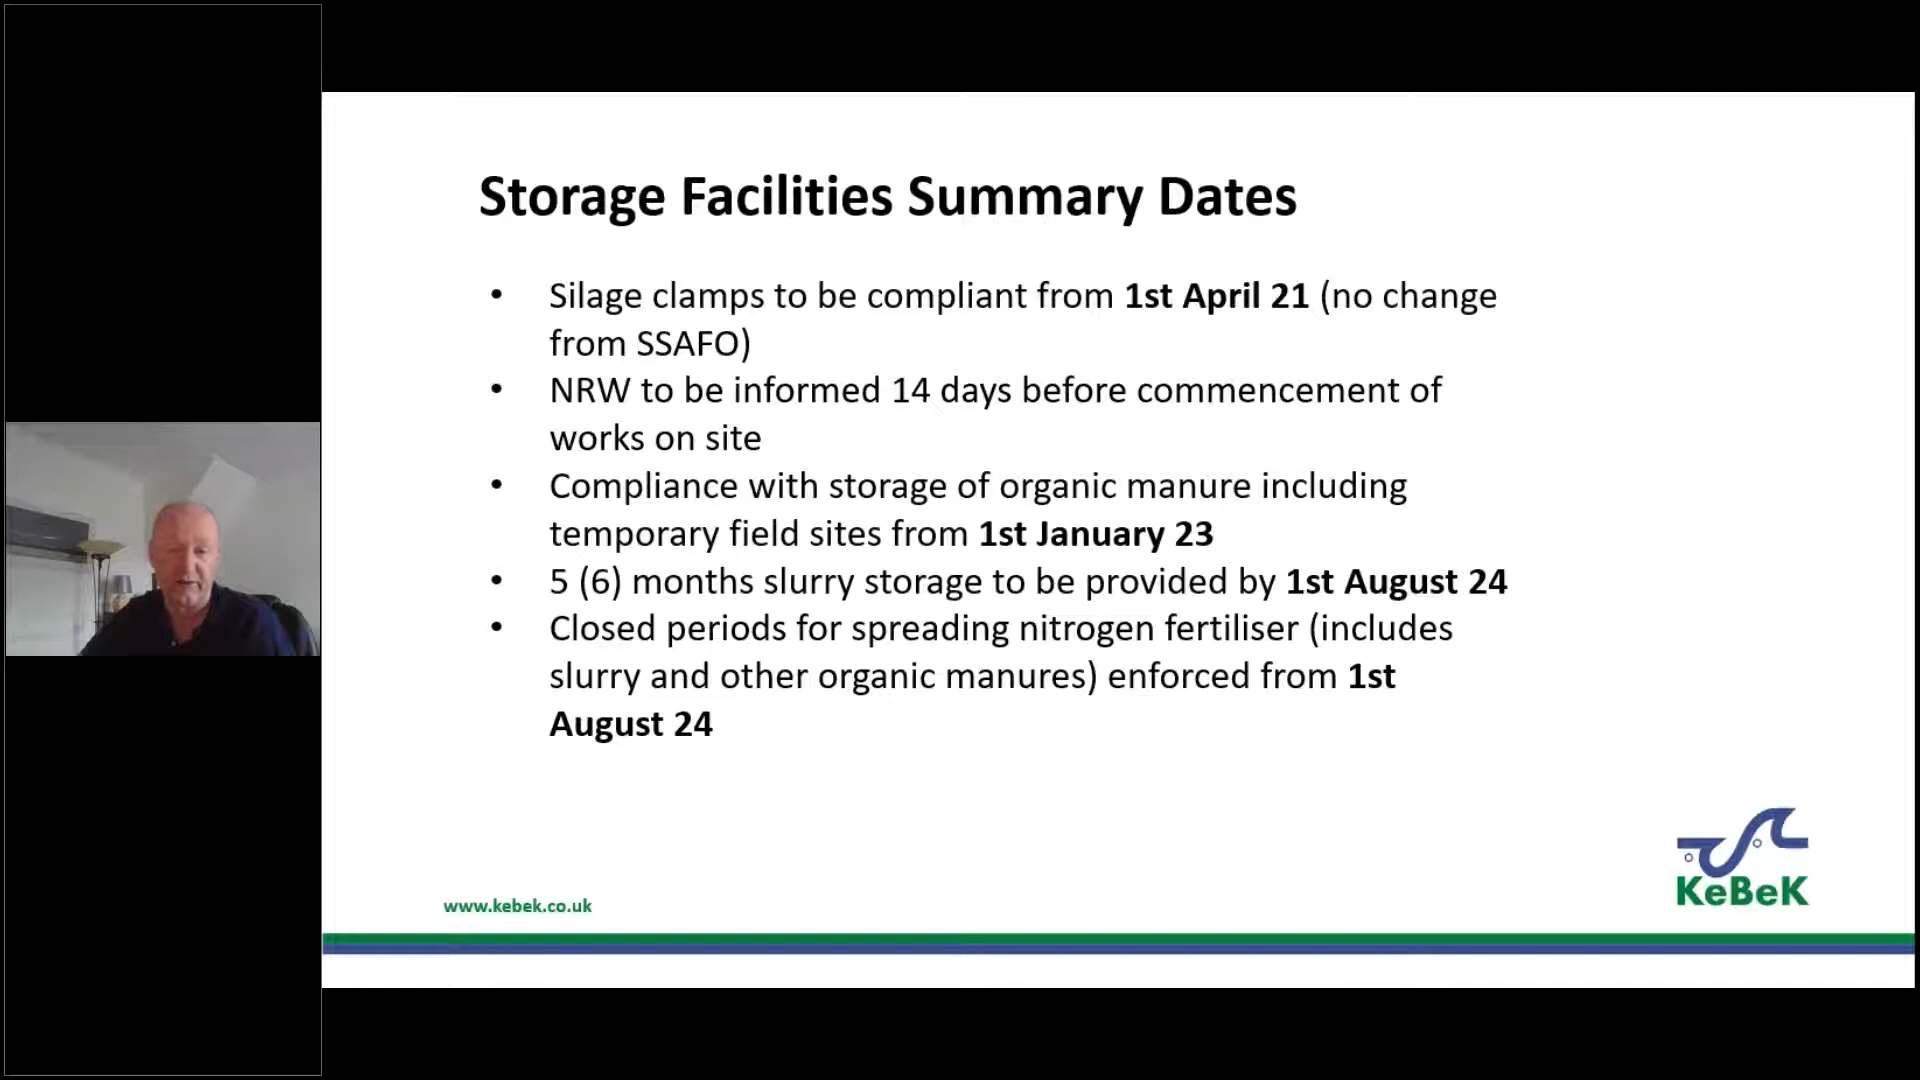 Storage Facilities Summary Dates
• Silage clamps to be compliant from 1st April 21 (no change
from SSAFO)
• NRW to be informed 14 days before commencement of
works on site
• Compliance with storage of organic manure including
temporary field sites from 1st January 23
• 5 (6) months slurry storage to be provided by 1st August 24
• Closed periods for spreading nitrogen fertiliser (includes
slurry and other organic manures) enforced from 1st
August 24
www.kebek.co.uk
KeBeK